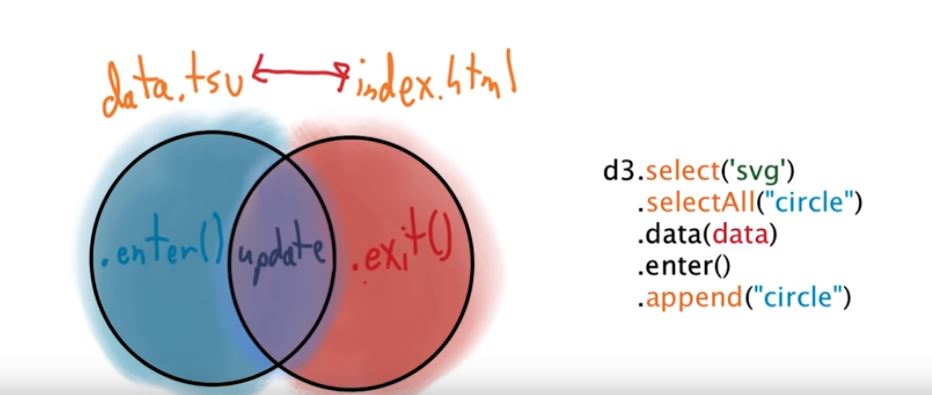 data.tsv index.html
.enter() update .exit()
d3.select('svg')
.selectAll("circle")
.data(data)
.enter()
.append("circle")